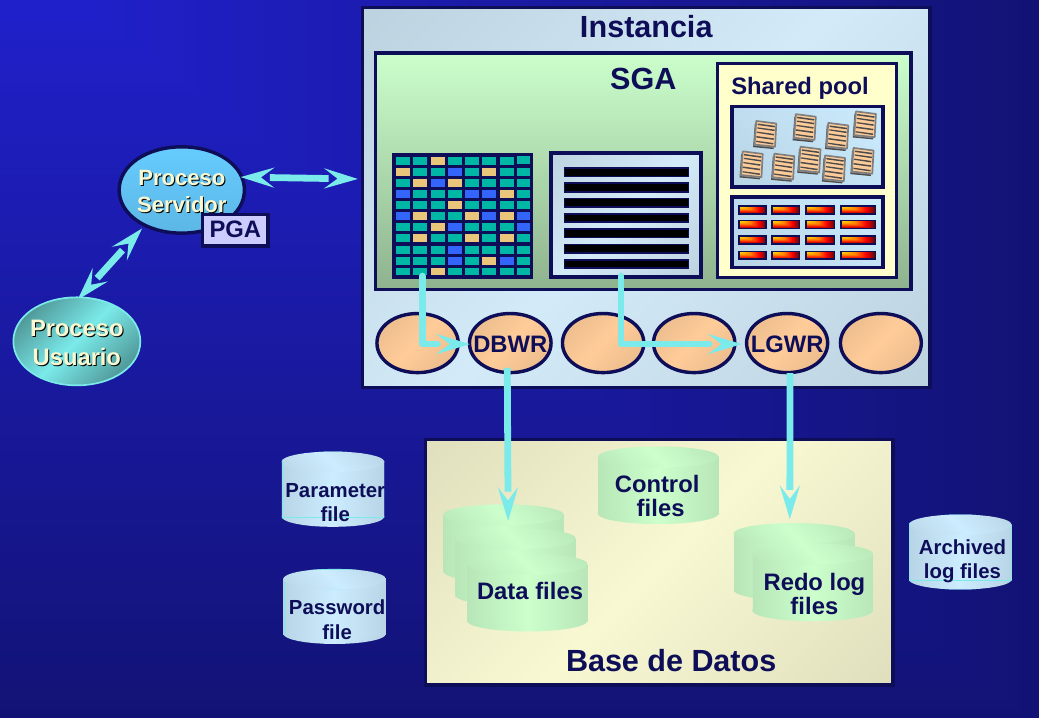 Instancia
SGA
Shared pool
Proceso
Servidor
PGA
Proceso
Usuario
DBWR
LGWR
Parameter
file
Control
files
Archived
log files
Data files
Redo log
files
Password
file
Base de Datos